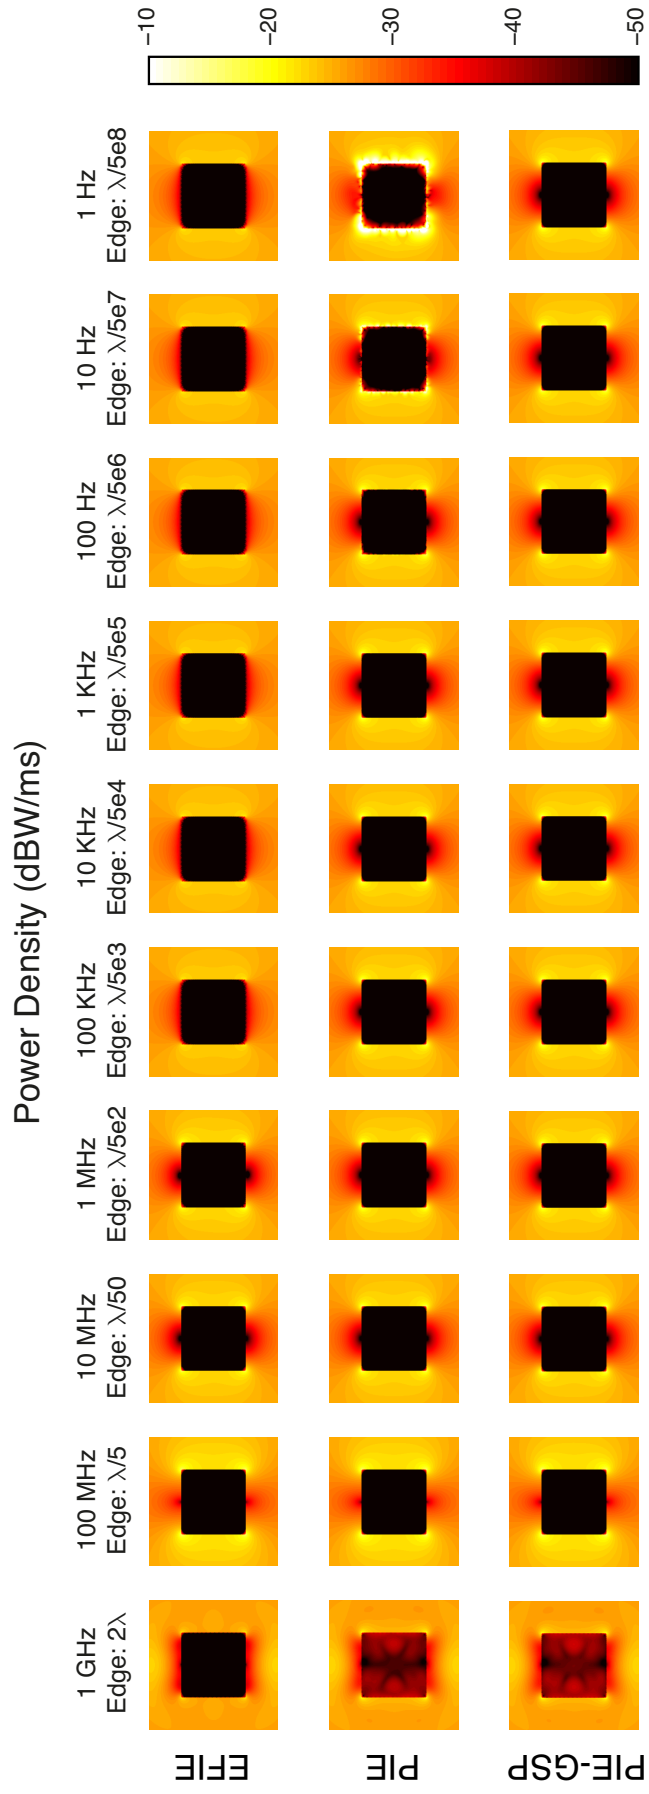 Power Density (dBW/ms)
1 GHz
Edge: 2λ
100 MHz
Edge: λ/5
10 MHz
Edge: λ/50
1 MHz
Edge: λ/5e2
100 KHz
Edge: λ/5e3
10 KHz
Edge: λ/5e4
1 KHz
Edge: λ/5e5
100 Hz
Edge: λ/5e6
10 Hz
Edge: λ/5e7
1 Hz
Edge: λ/5e8
EFIE
PIE
PIE-GSP
−10
−20
−30
−40
−50